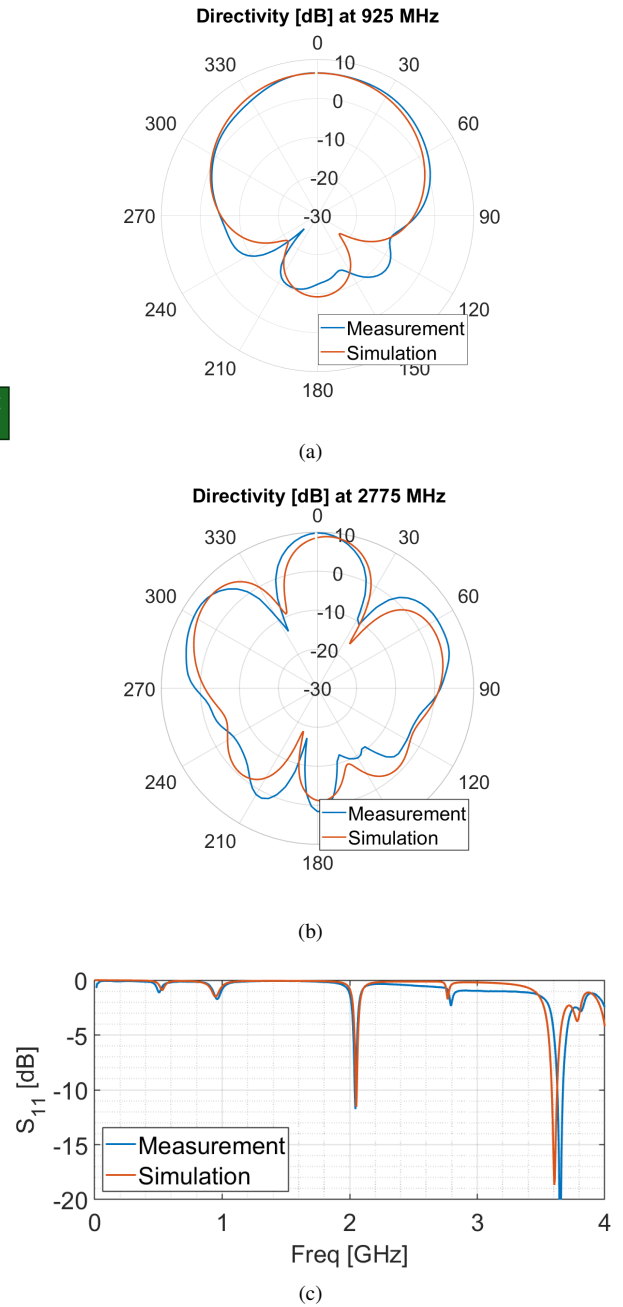 Directivity [dB] at 925 MHz
0
330
10
30
0
300
60
-10
-20
270
-30
90
240
120
Measurement
Simulation
210
150
180
(a)
Directivity [dB] at 2775 MHz
0
330
10
30
0
300
60
-10
-20
270
-30
90
240
120
Measurement
Simulation
210
180
(b)
0
-5
-10
-15
-20
S11 [dB]
Measurement
Simulation
0 1 2 3 4
Freq [GHz]
(c)